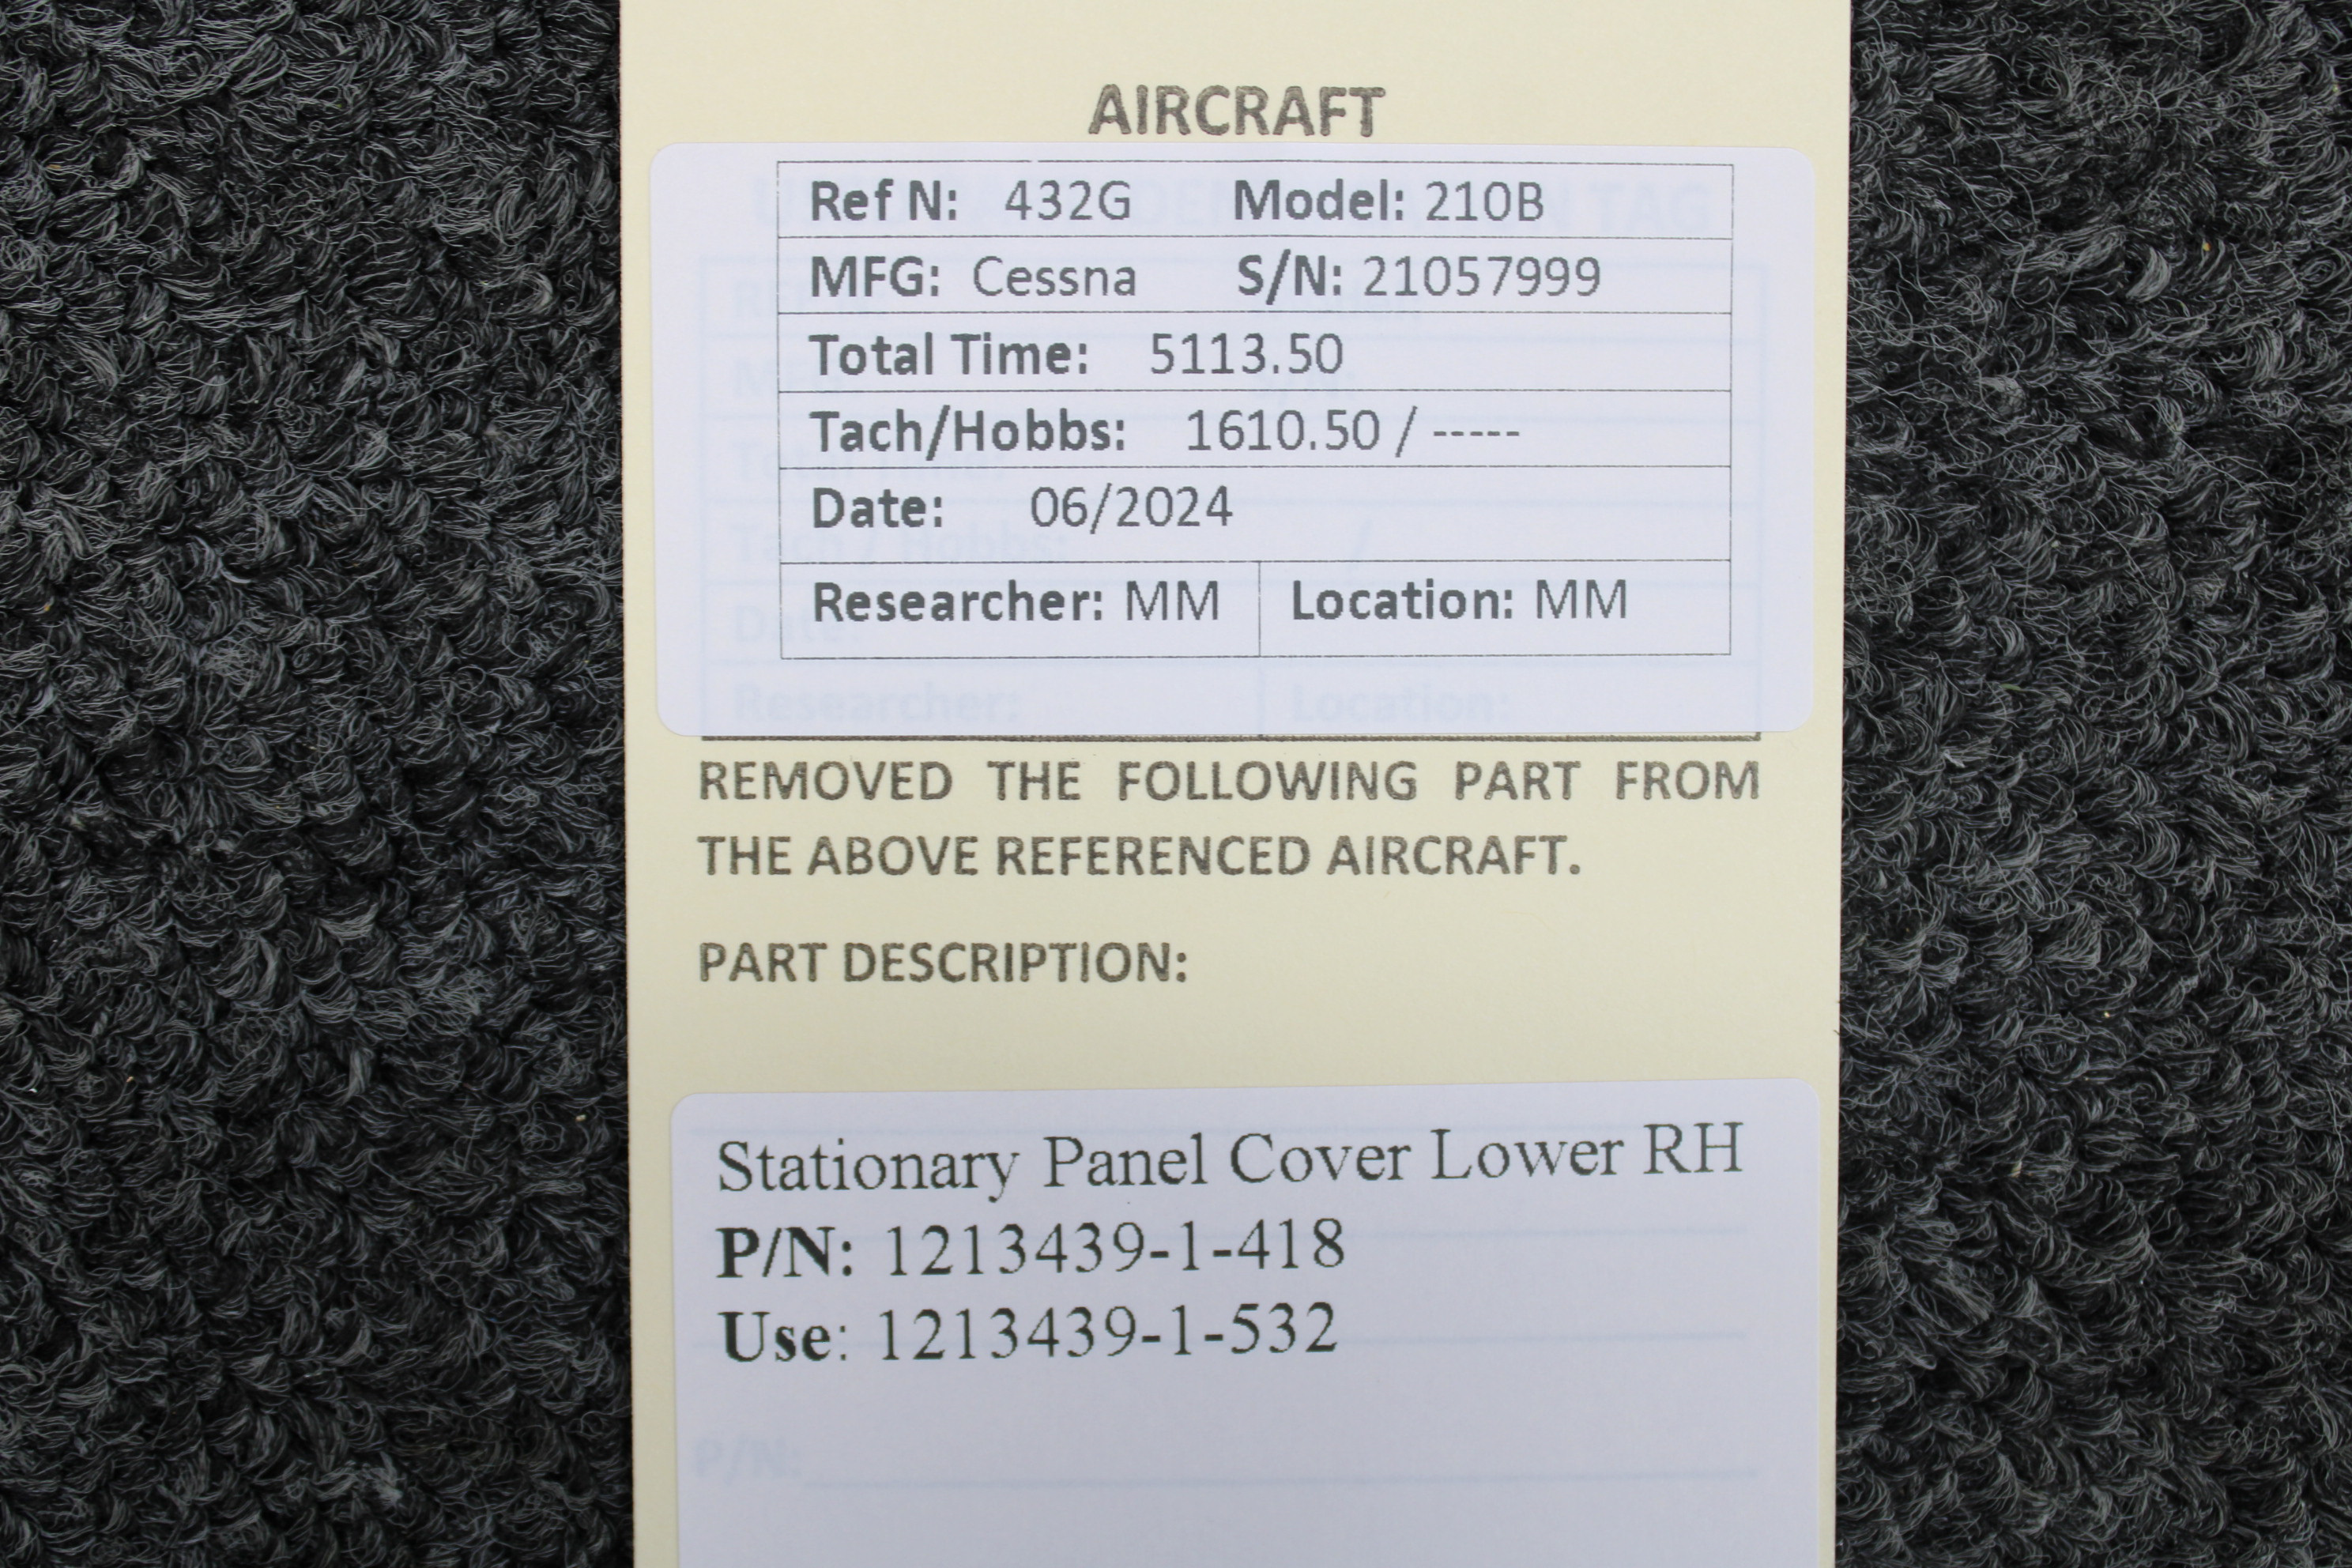 AIRCRAFT
Ref N: 432G Model: 210B
MFG: Cessna S/N: 21057999
Total Time: 5113.50
Tach/Hobbs: 1610.50 / -----
Date: 06/2024
Researcher: MM Location: MM
REMOVED THE FOLLOWING PART FROM
THE ABOVE REFERENCED AIRCRAFT.
PART DESCRIPTION:
Stationary Panel Cover Lower RH
P/N: 1213439-1-418
Use: 1213439-1-532
P/N: